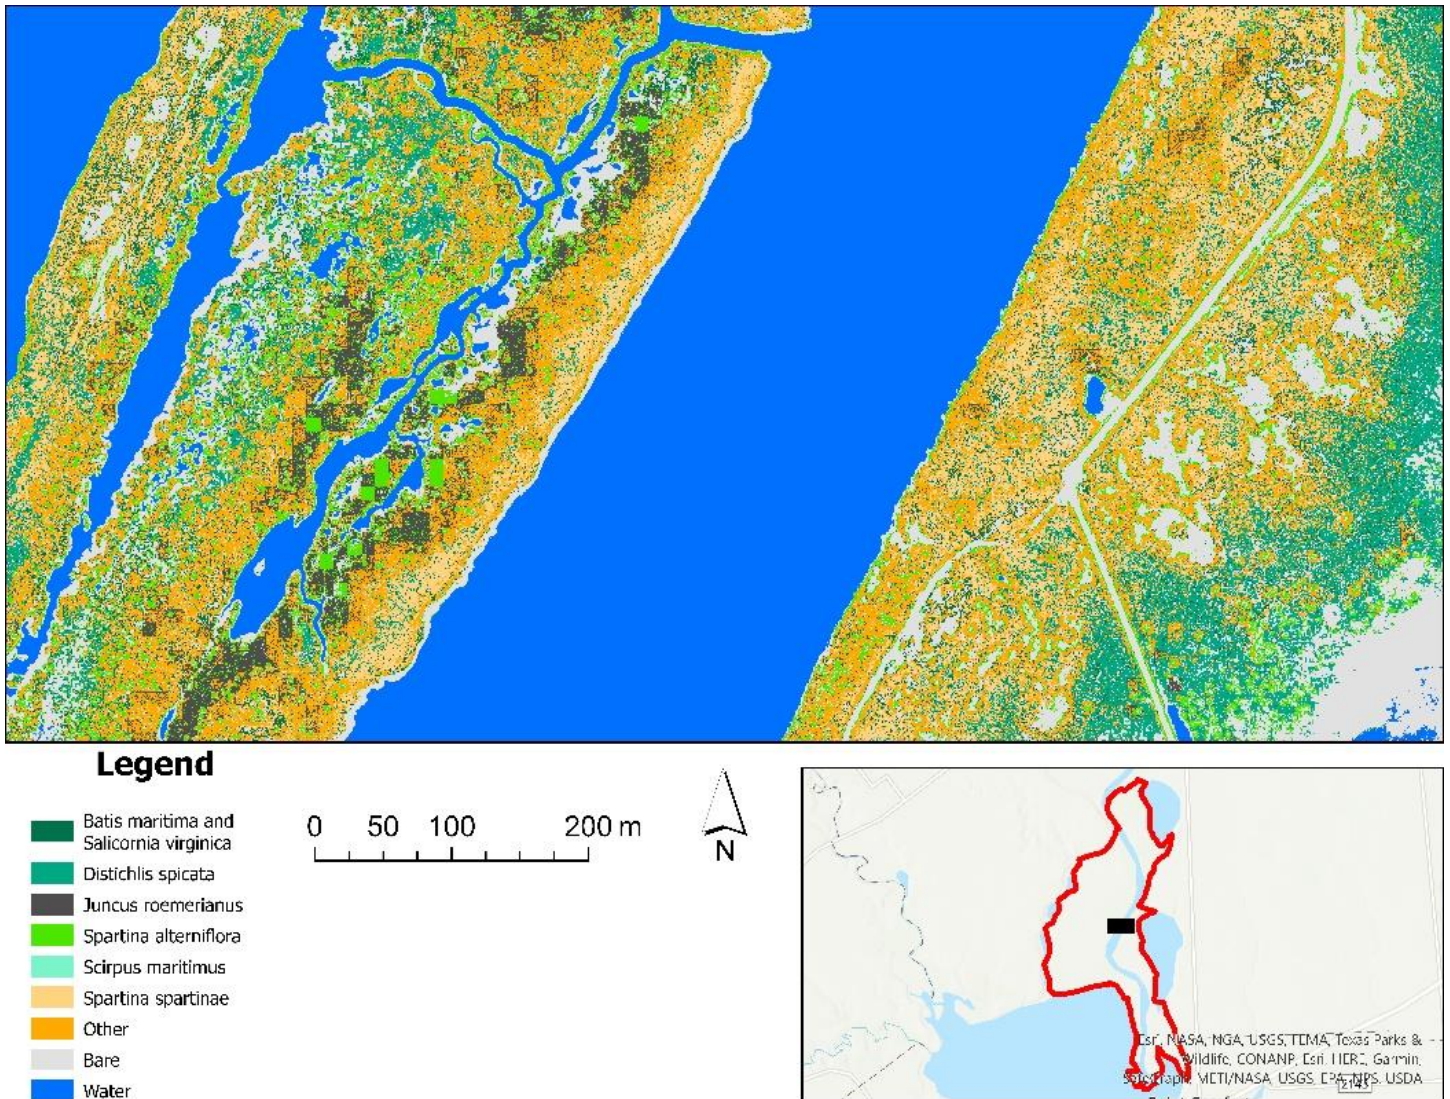 Legend
Batis maritima and
Salicornia virginica
Distichlis spicata
Juncus roemerianus
Spartina alterniflora
Scirpus maritimus
Spartina spartinae
Other
Bare
Water
0 50 100 200 m
N
Esri, NASA, NGA, USGS, FEMA, Texas Parks &
Wildlife, CONANP, Esri, HERE, Garmin,
SafeGraph, METI/NASA, USGS, EPA, NPS, USDA